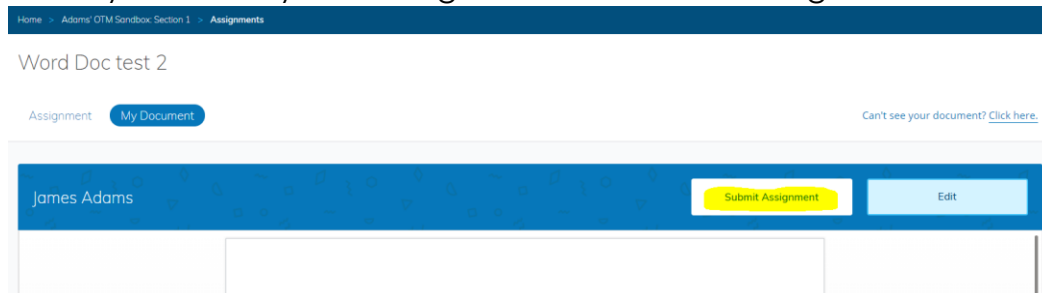 Home > Adams' OTM Sandbox: Section 1 > Assignments
Word Doc test 2
Assignment My Document Can't see your document? Click here.
James Adams Submit Assignment Edit